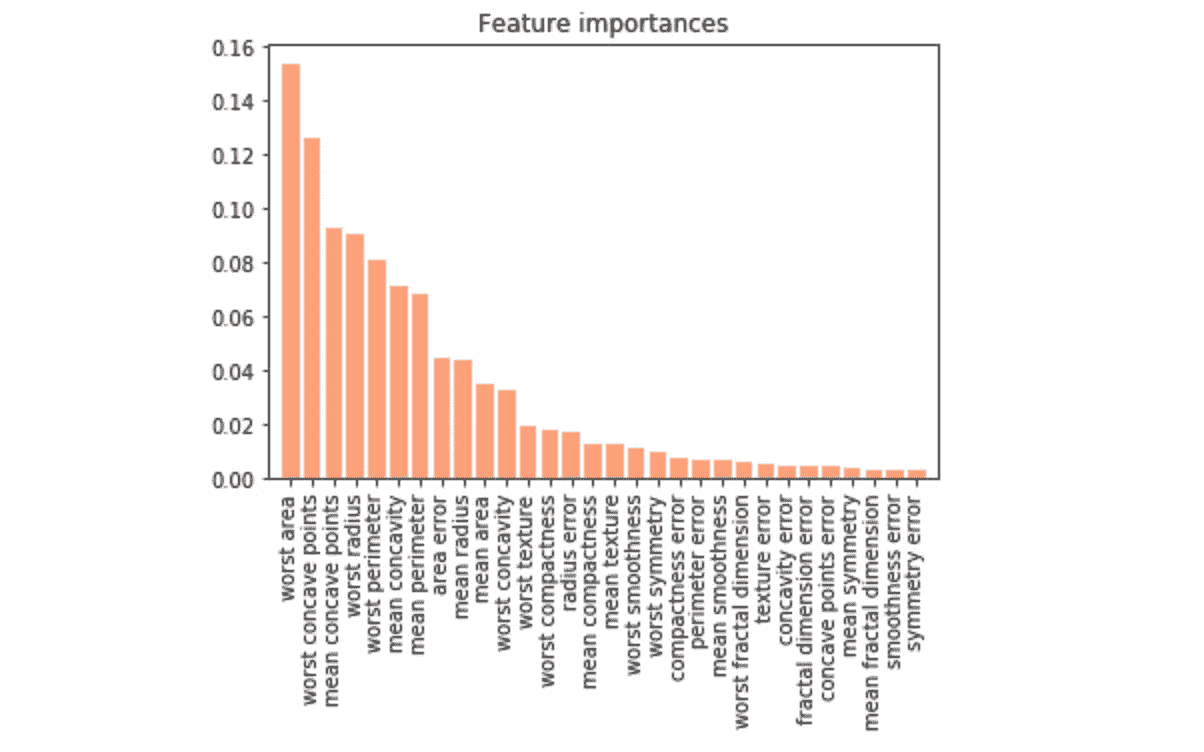 Feature importances
0.16
0.14
0.12
0.10
0.08
0.06
0.04
0.02
0.00
worst area
worst concave points
mean concave points
worst radius
worst perimeter
mean concavity
mean perimeter
area error
mean radius
mean area
worst concavity
worst texture
worst compactness
radius error
mean compactness
mean texture
worst smoothness
worst symmetry
compactness error
perimeter error
mean smoothness
worst fractal dimension
texture error
concavity error
fractal dimension error
concave points error
mean symmetry
mean fractal dimension
smoothness error
symmetry error